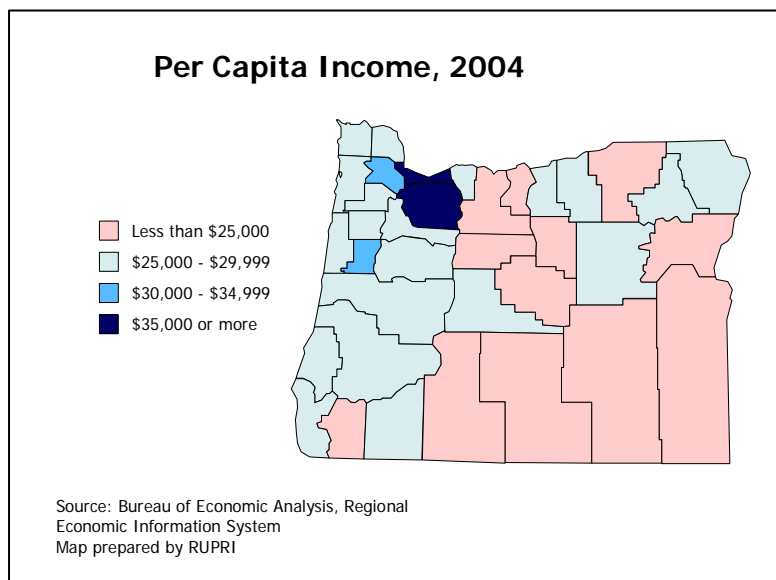 Per Capita Income, 2004
Less than $25,000
$25,000 - $29,999
$30,000 - $34,999
$35,000 or more
Source: Bureau of Economic Analysis, Regional
Economic Information System
Map prepared by RUPRI